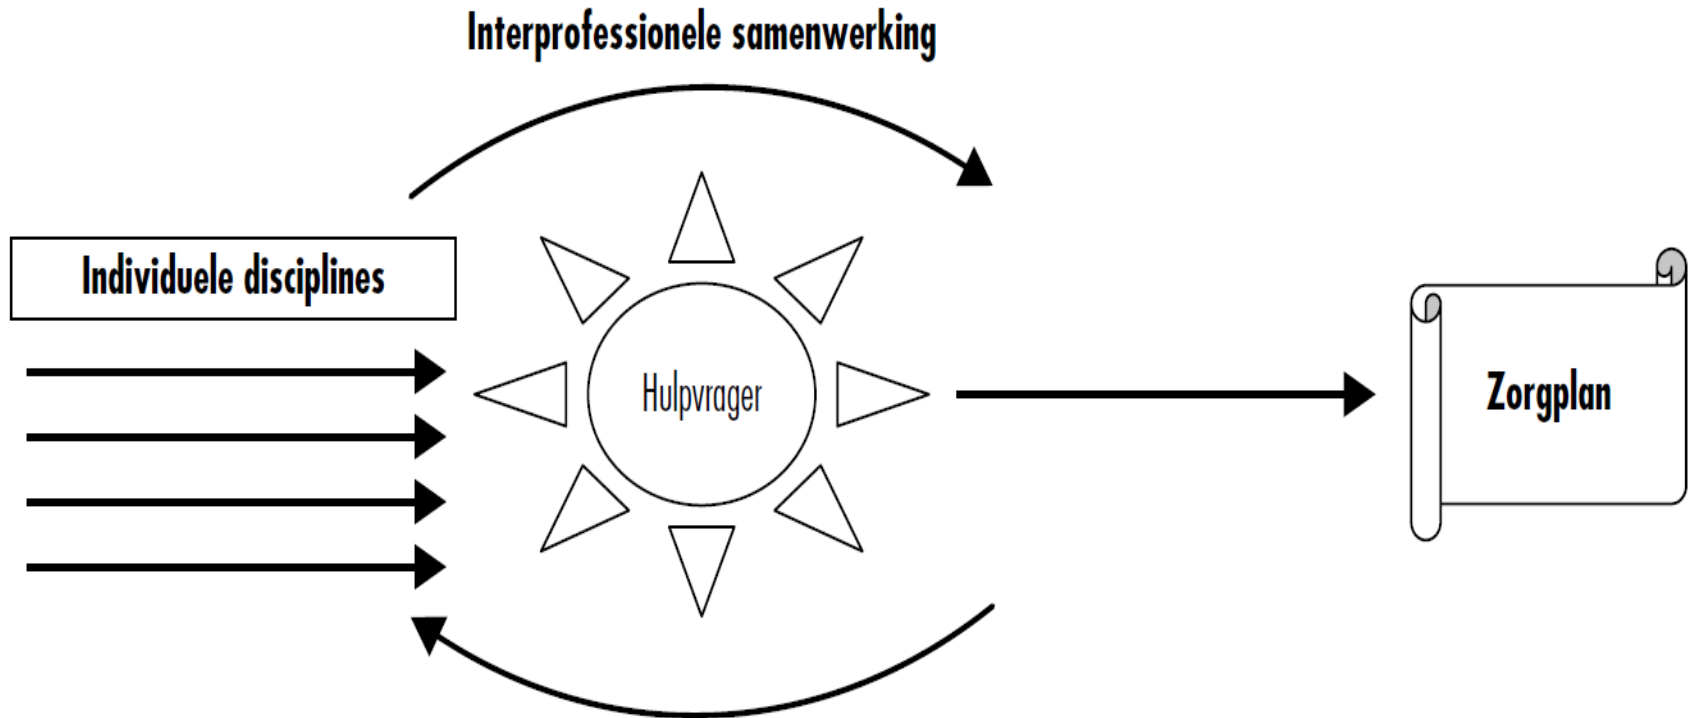 Interprofessionele samenwerking
Individuele disciplines
Hulpvrager
Zorgplan